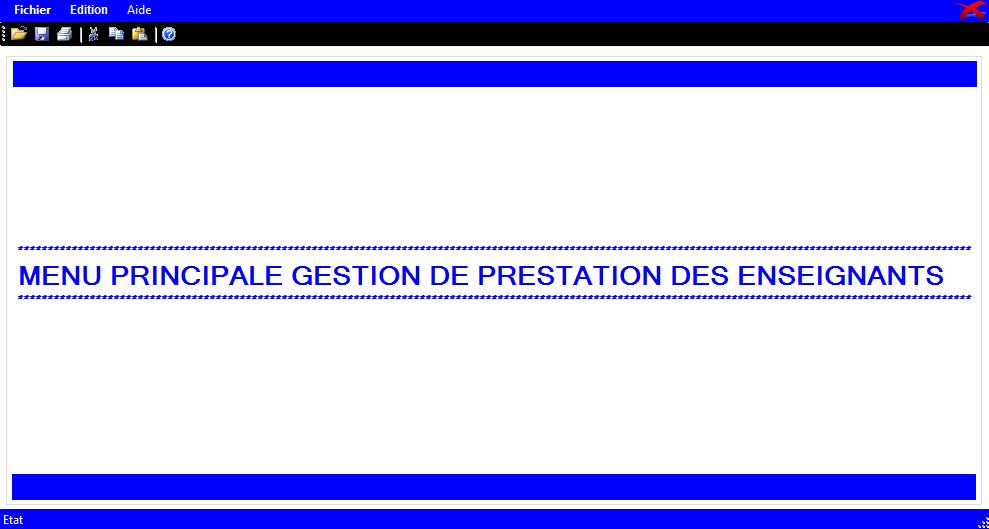 Fichier Edition Aide
MENU PRINCIPALE GESTION DE PRESTATION DES ENSEIGNANTS
Etat